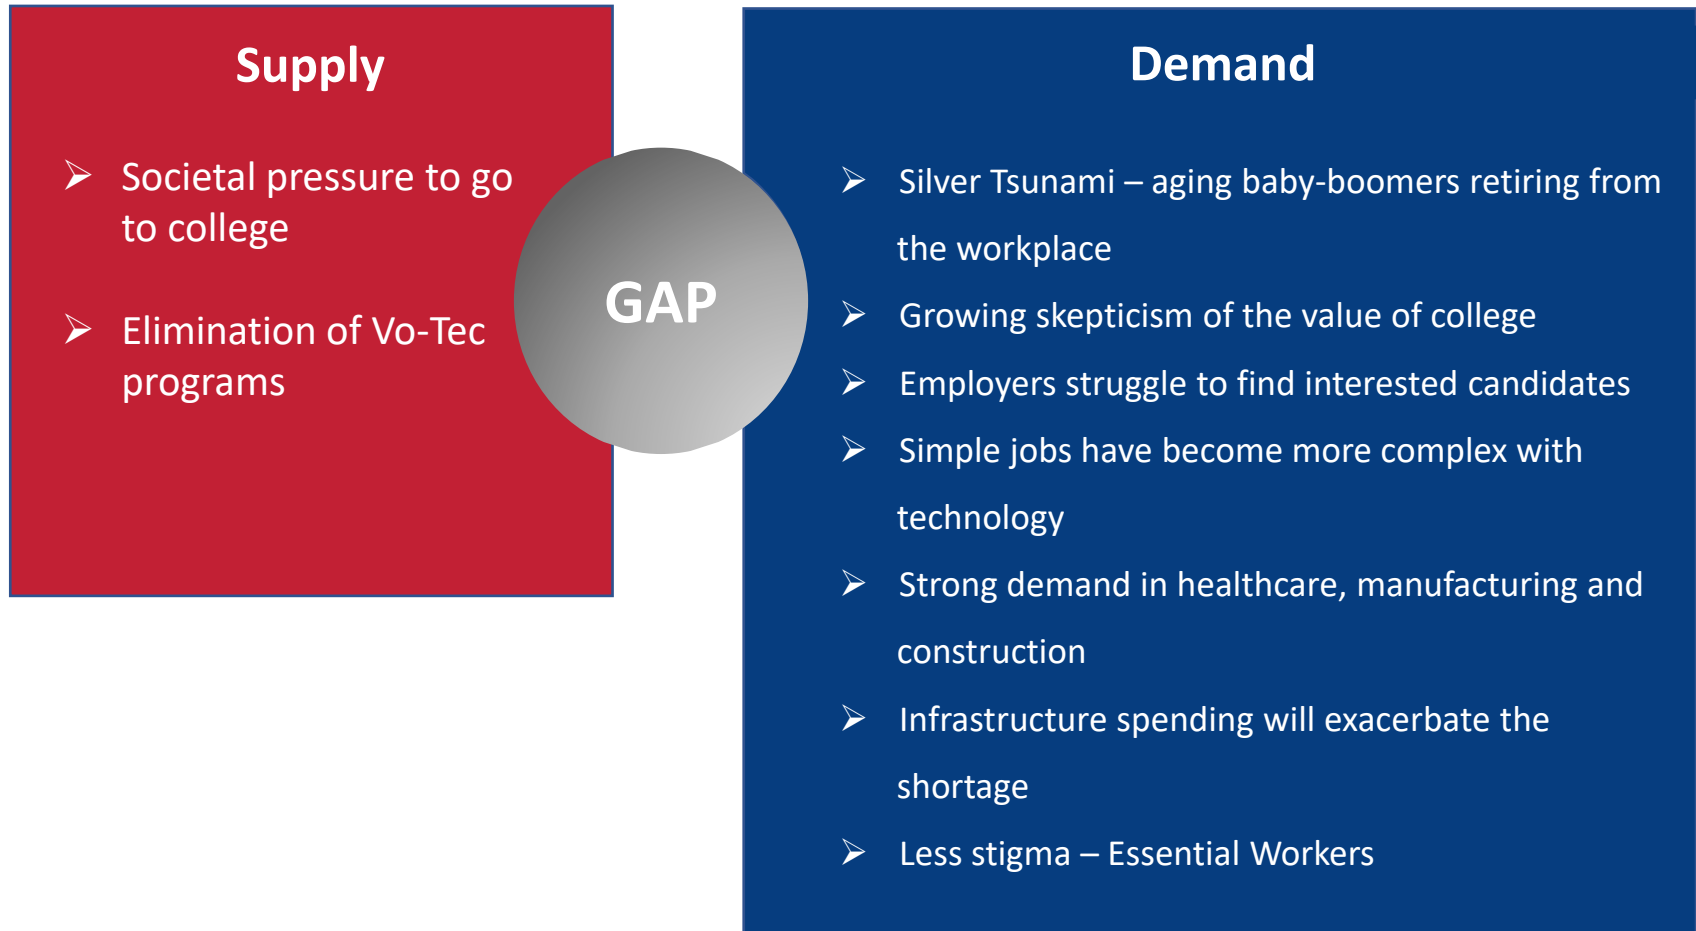 Supply
➢ Societal pressure to go
to college
➢ Elimination of Vo-Tec
programs
GAP
Demand
➢ Silver Tsunami – aging baby-boomers retiring from
the workplace
➢ Growing skepticism of the value of college
➢ Employers struggle to find interested candidates
➢ Simple jobs have become more complex with
technology
➢ Strong demand in healthcare, manufacturing and
construction
➢ Infrastructure spending will exacerbate the
shortage
➢ Less stigma – Essential Workers